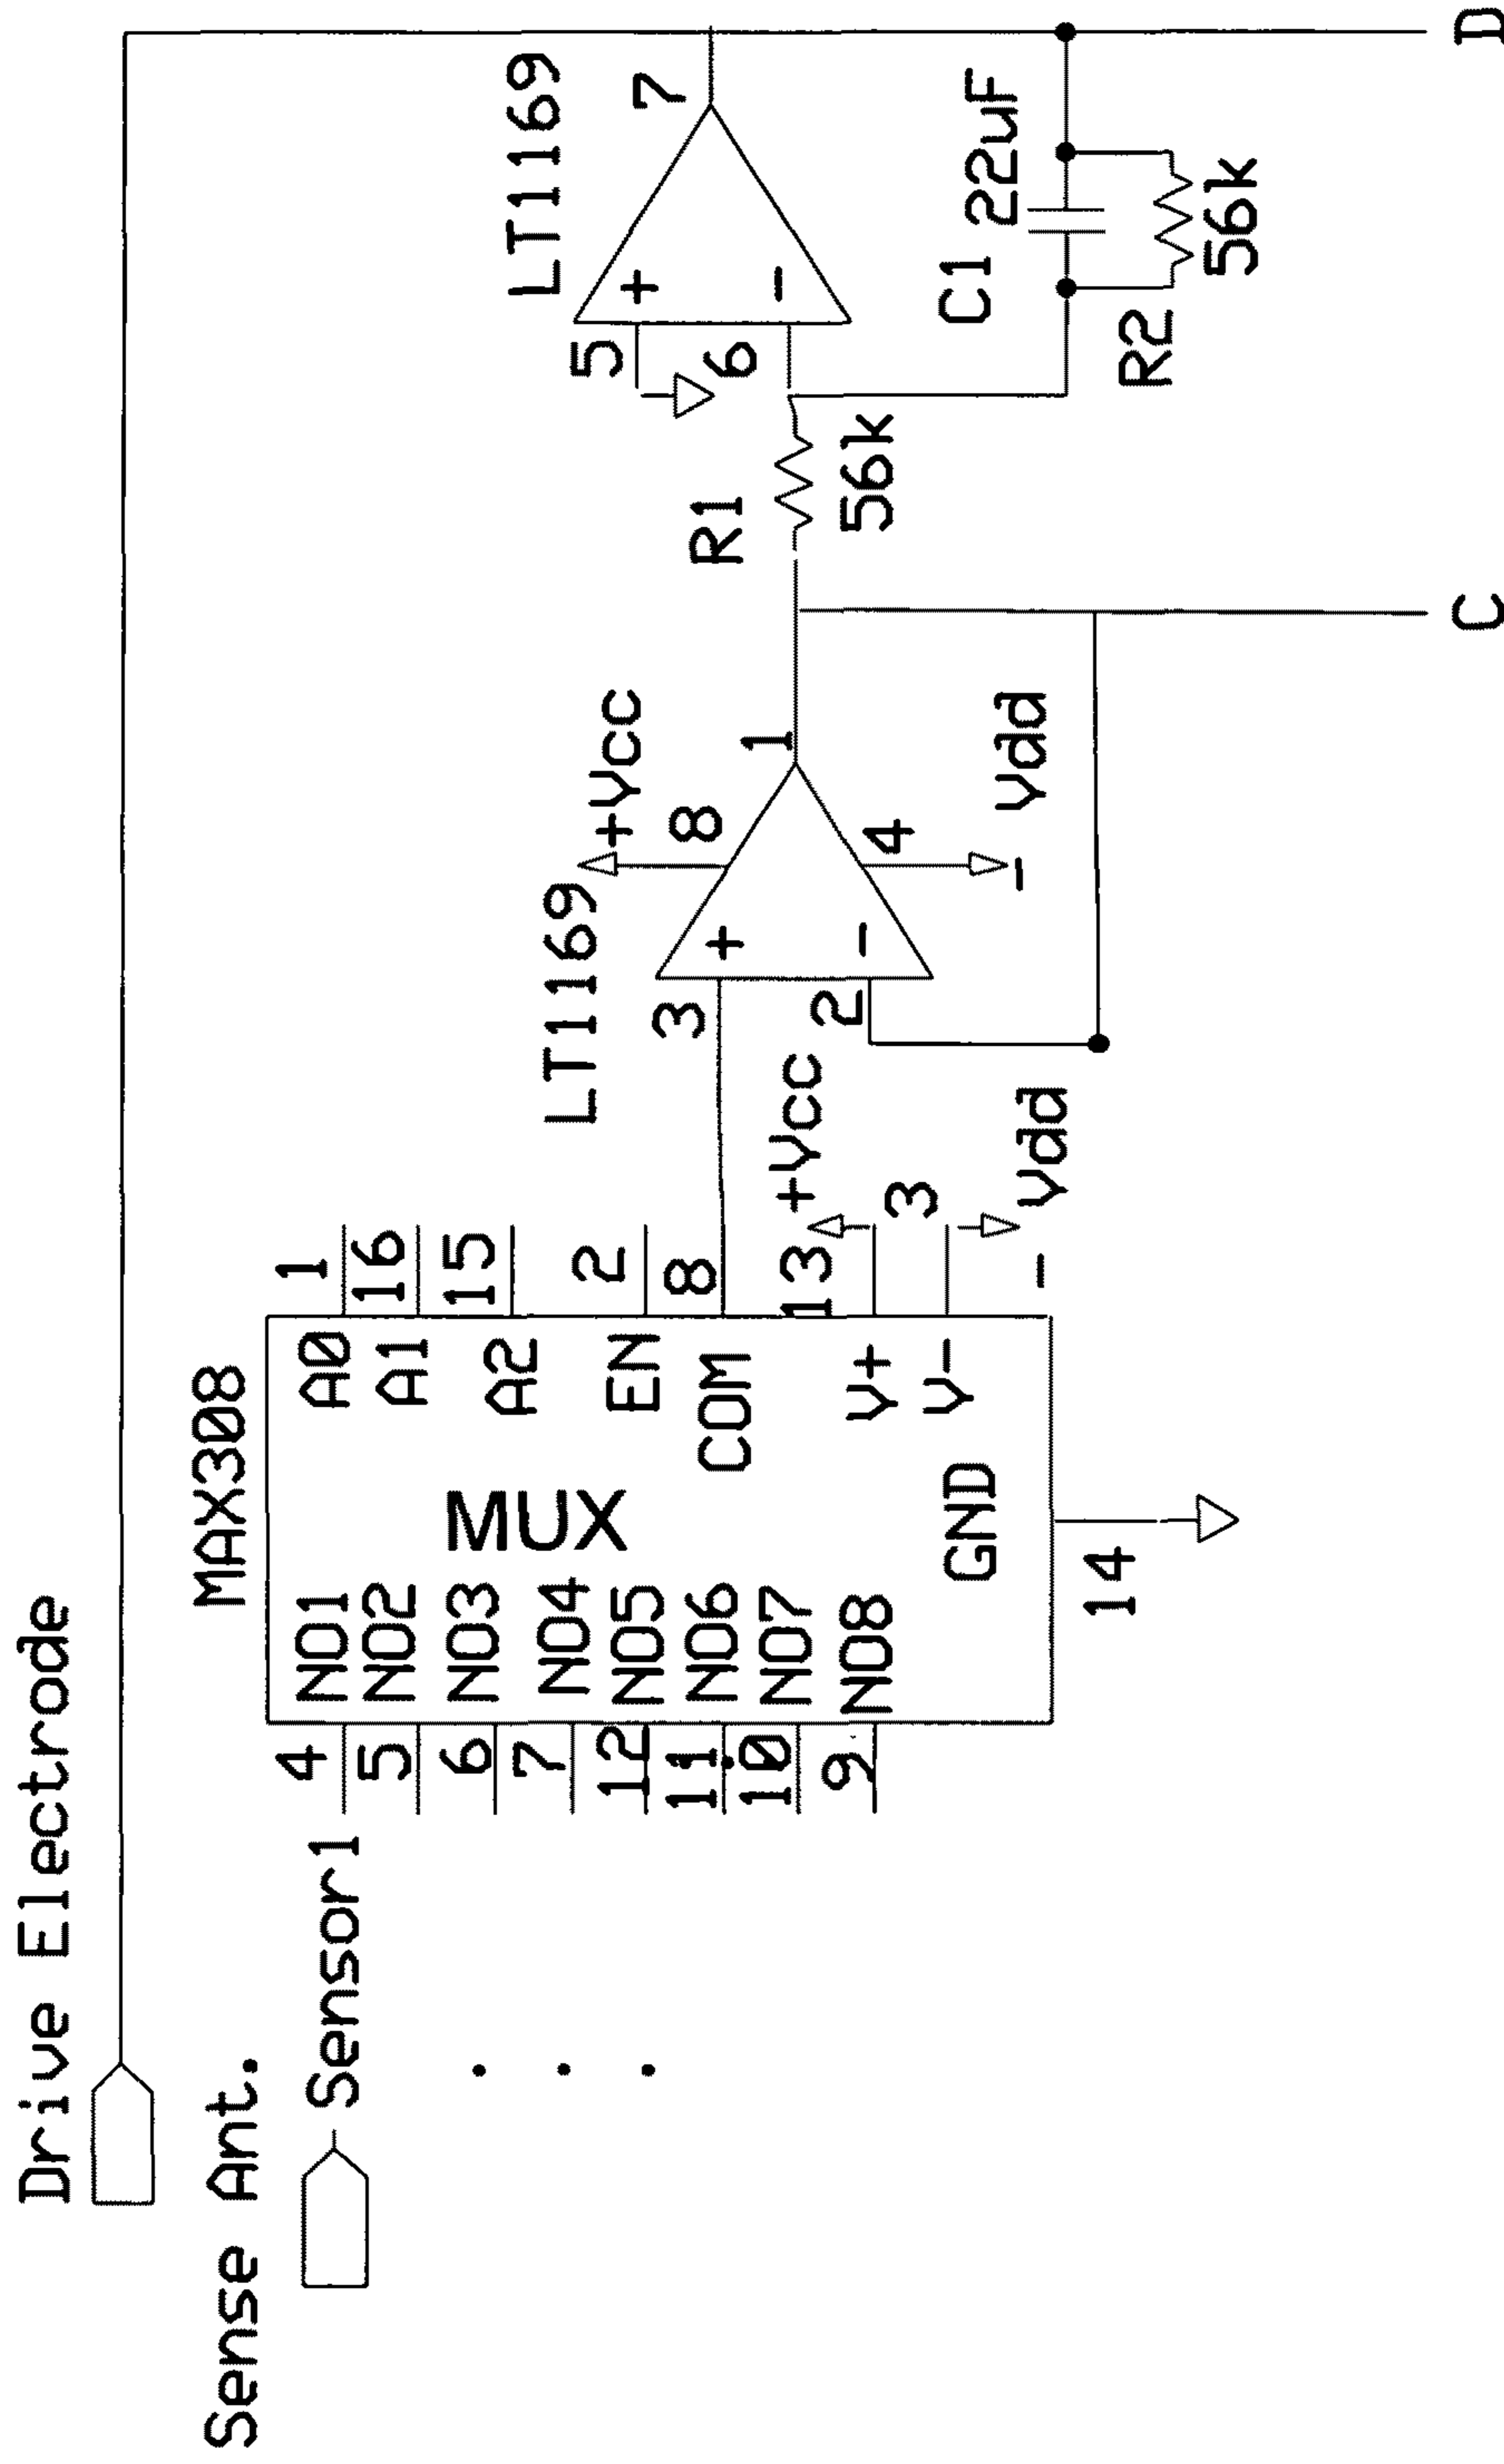 Drive Electrode
Sense Ant.
Sensor1
MAX308
MUX
4 NO1
5 NO2
6 NO3
7 NO4
12 NO5
11 NO6
10 NO7
9 NO8
A0 1
A1 16
A2 15
EN 2
COM 8
V+ 13
V- 3
GND
14
+Vcc
- Vdd
LT1169
3 +
2 -
8 +Vcc
4
- Vdd
1
R1
56k
LT1169
5 +
6 -
7
C1 22uF
R2 56k
C
D